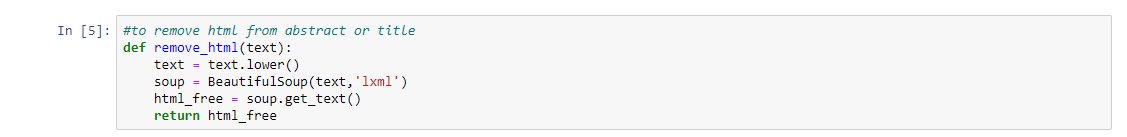 In [5]: #to remove html from abstract or title
def remove_html(text):
    text = text.lower()
    soup = BeautifulSoup(text,'lxml')
    html_free = soup.get_text()
    return html_free